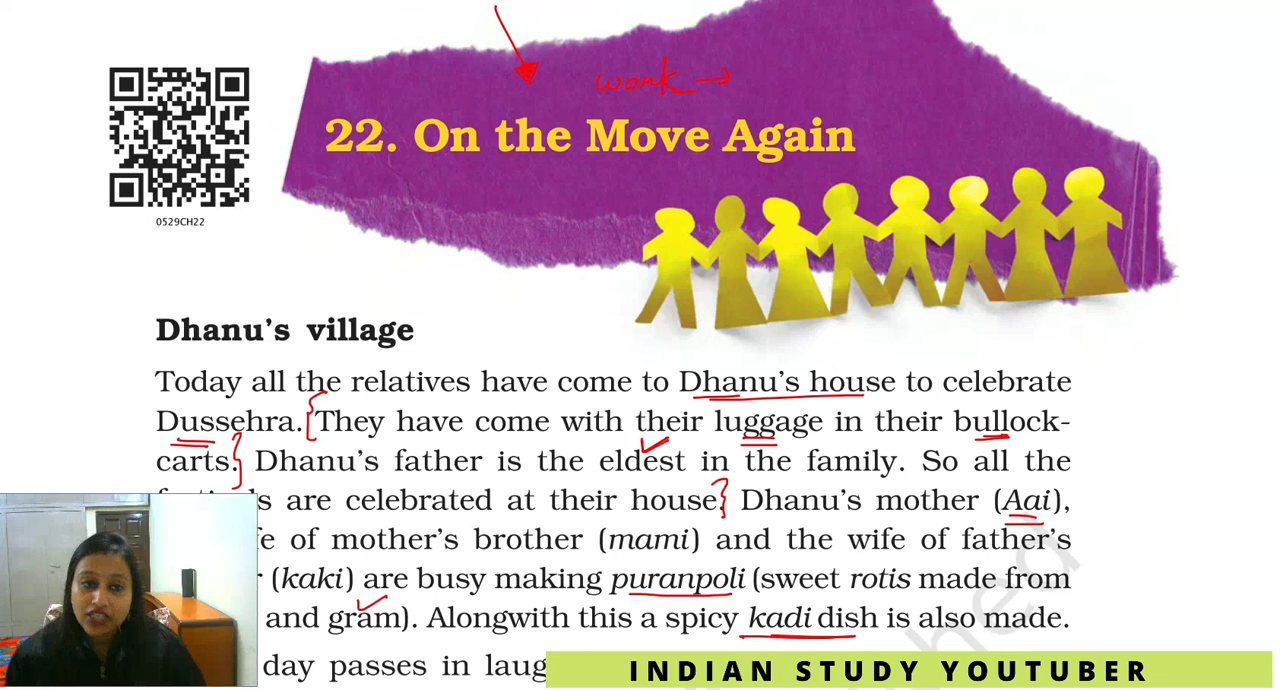 work →
22. On the Move Again
0529CH22
Dhanu's village
Today all the relatives have come to Dhanu's house to celebrate
Dussehra. They have come with their luggage in their bullock-
carts. Dhanu's father is the eldest in the family. So all the
are celebrated at their house. Dhanu's mother (Aai),
of mother's brother (mami) and the wife of father's
(kaki) are busy making puranpoli (sweet rotis made from
and gram). Alongwith this a spicy kadi dish is also made.
day passes in
INDIAN STUDY YOUTUBER